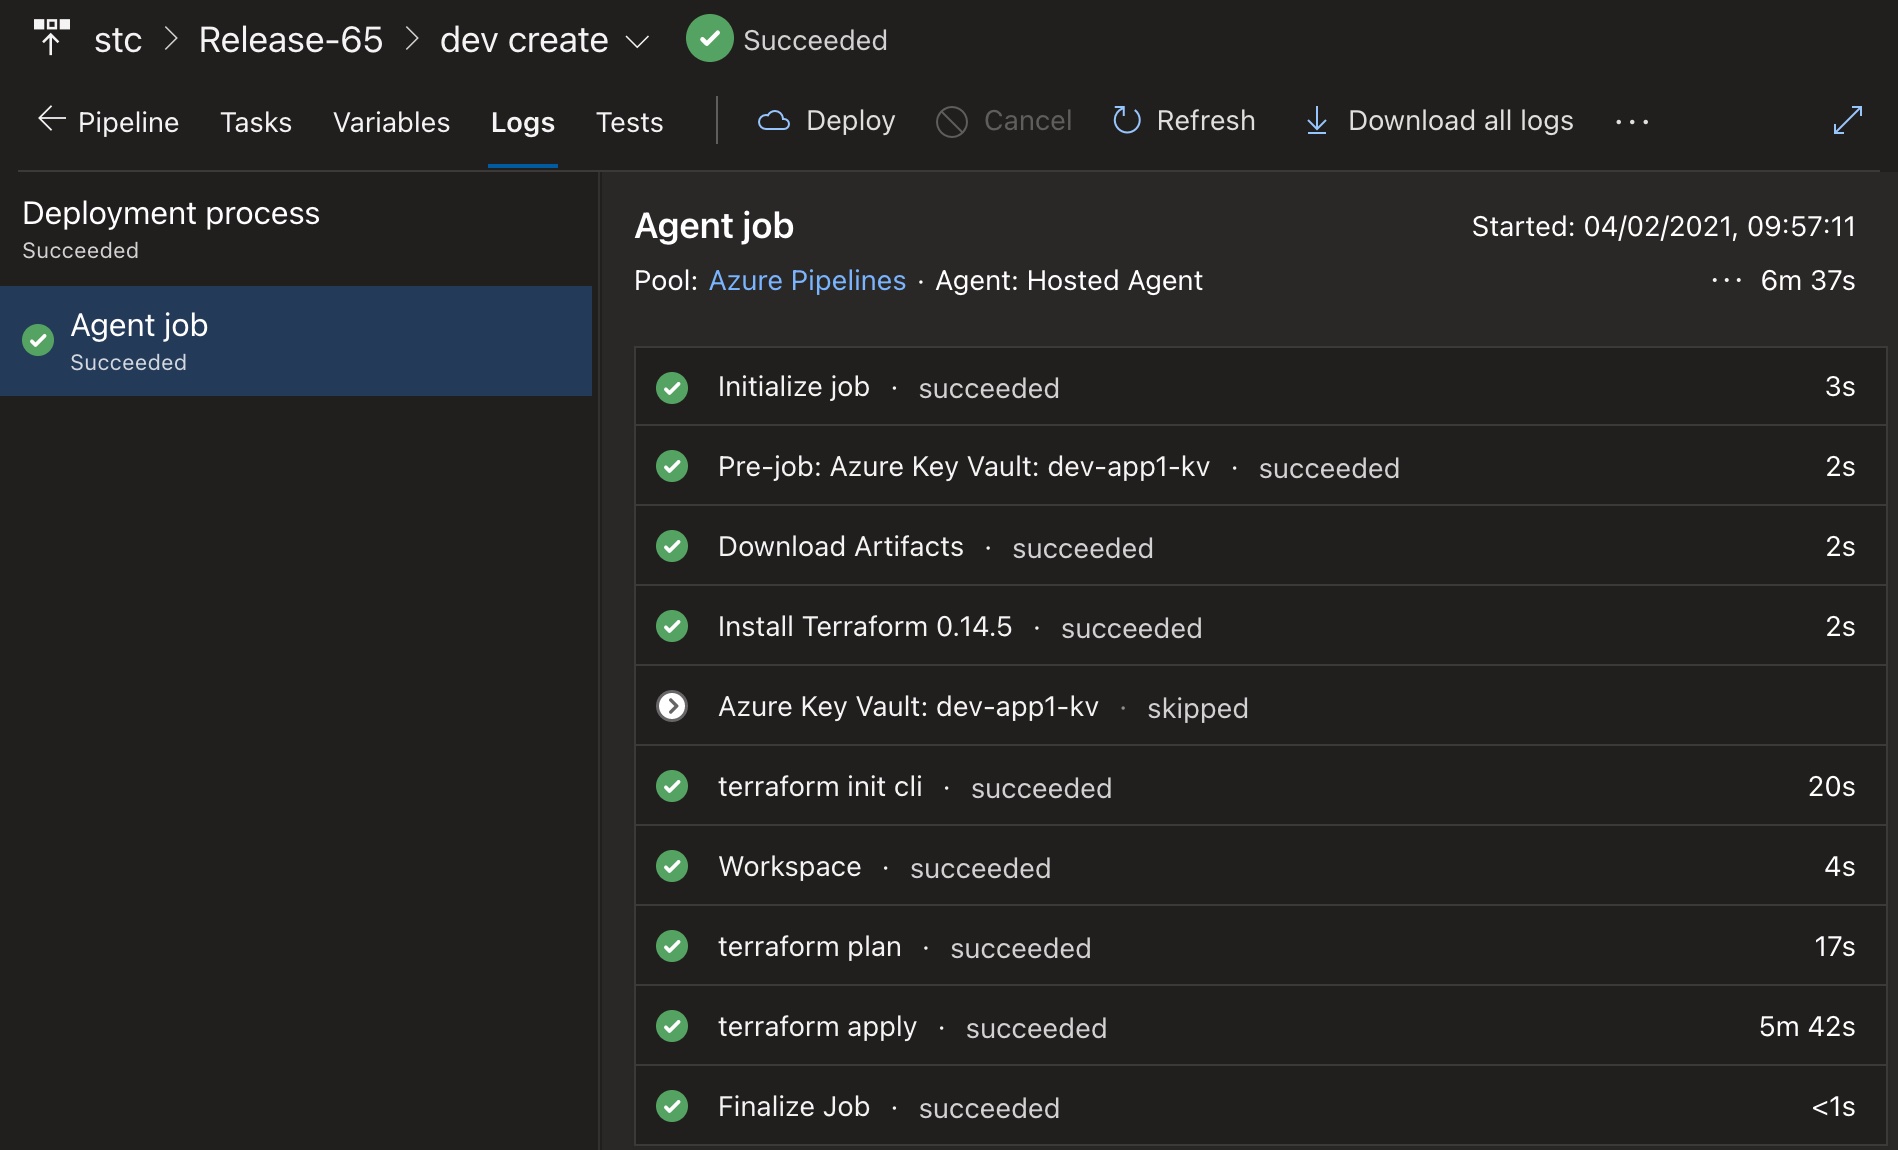 stc > Release-65 > dev create Succeeded
Pipeline Tasks Variables Logs Tests Deploy Cancel Refresh Download all logs ...
Deployment process
Succeeded
Agent job
Succeeded
Agent job
Started: 04/02/2021, 09:57:11
Pool: Azure Pipelines · Agent: Hosted Agent
... 6m 37s
Initialize job · succeeded 3s
Pre-job: Azure Key Vault: dev-app1-kv · succeeded 2s
Download Artifacts · succeeded 2s
Install Terraform 0.14.5 · succeeded 2s
Azure Key Vault: dev-app1-kv · skipped
terraform init cli · succeeded 20s
Workspace · succeeded 4s
terraform plan · succeeded 17s
terraform apply · succeeded 5m 42s
Finalize Job · succeeded <1s